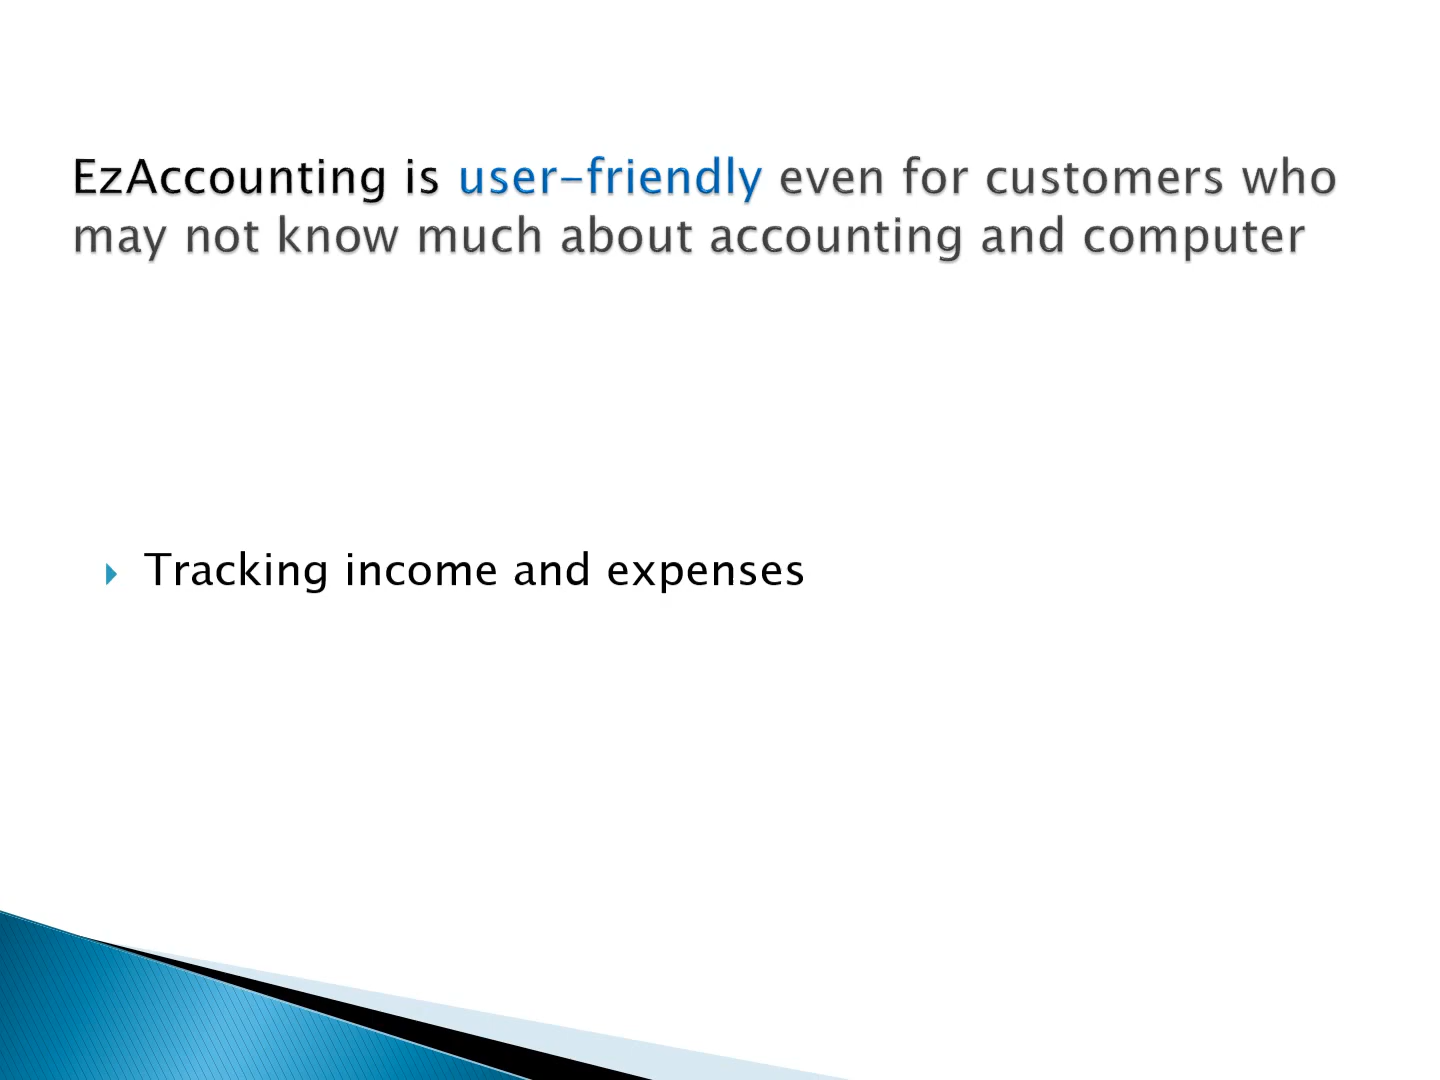 EzAccounting is user-friendly even for customers who
may not know much about accounting and computer
Tracking income and expenses